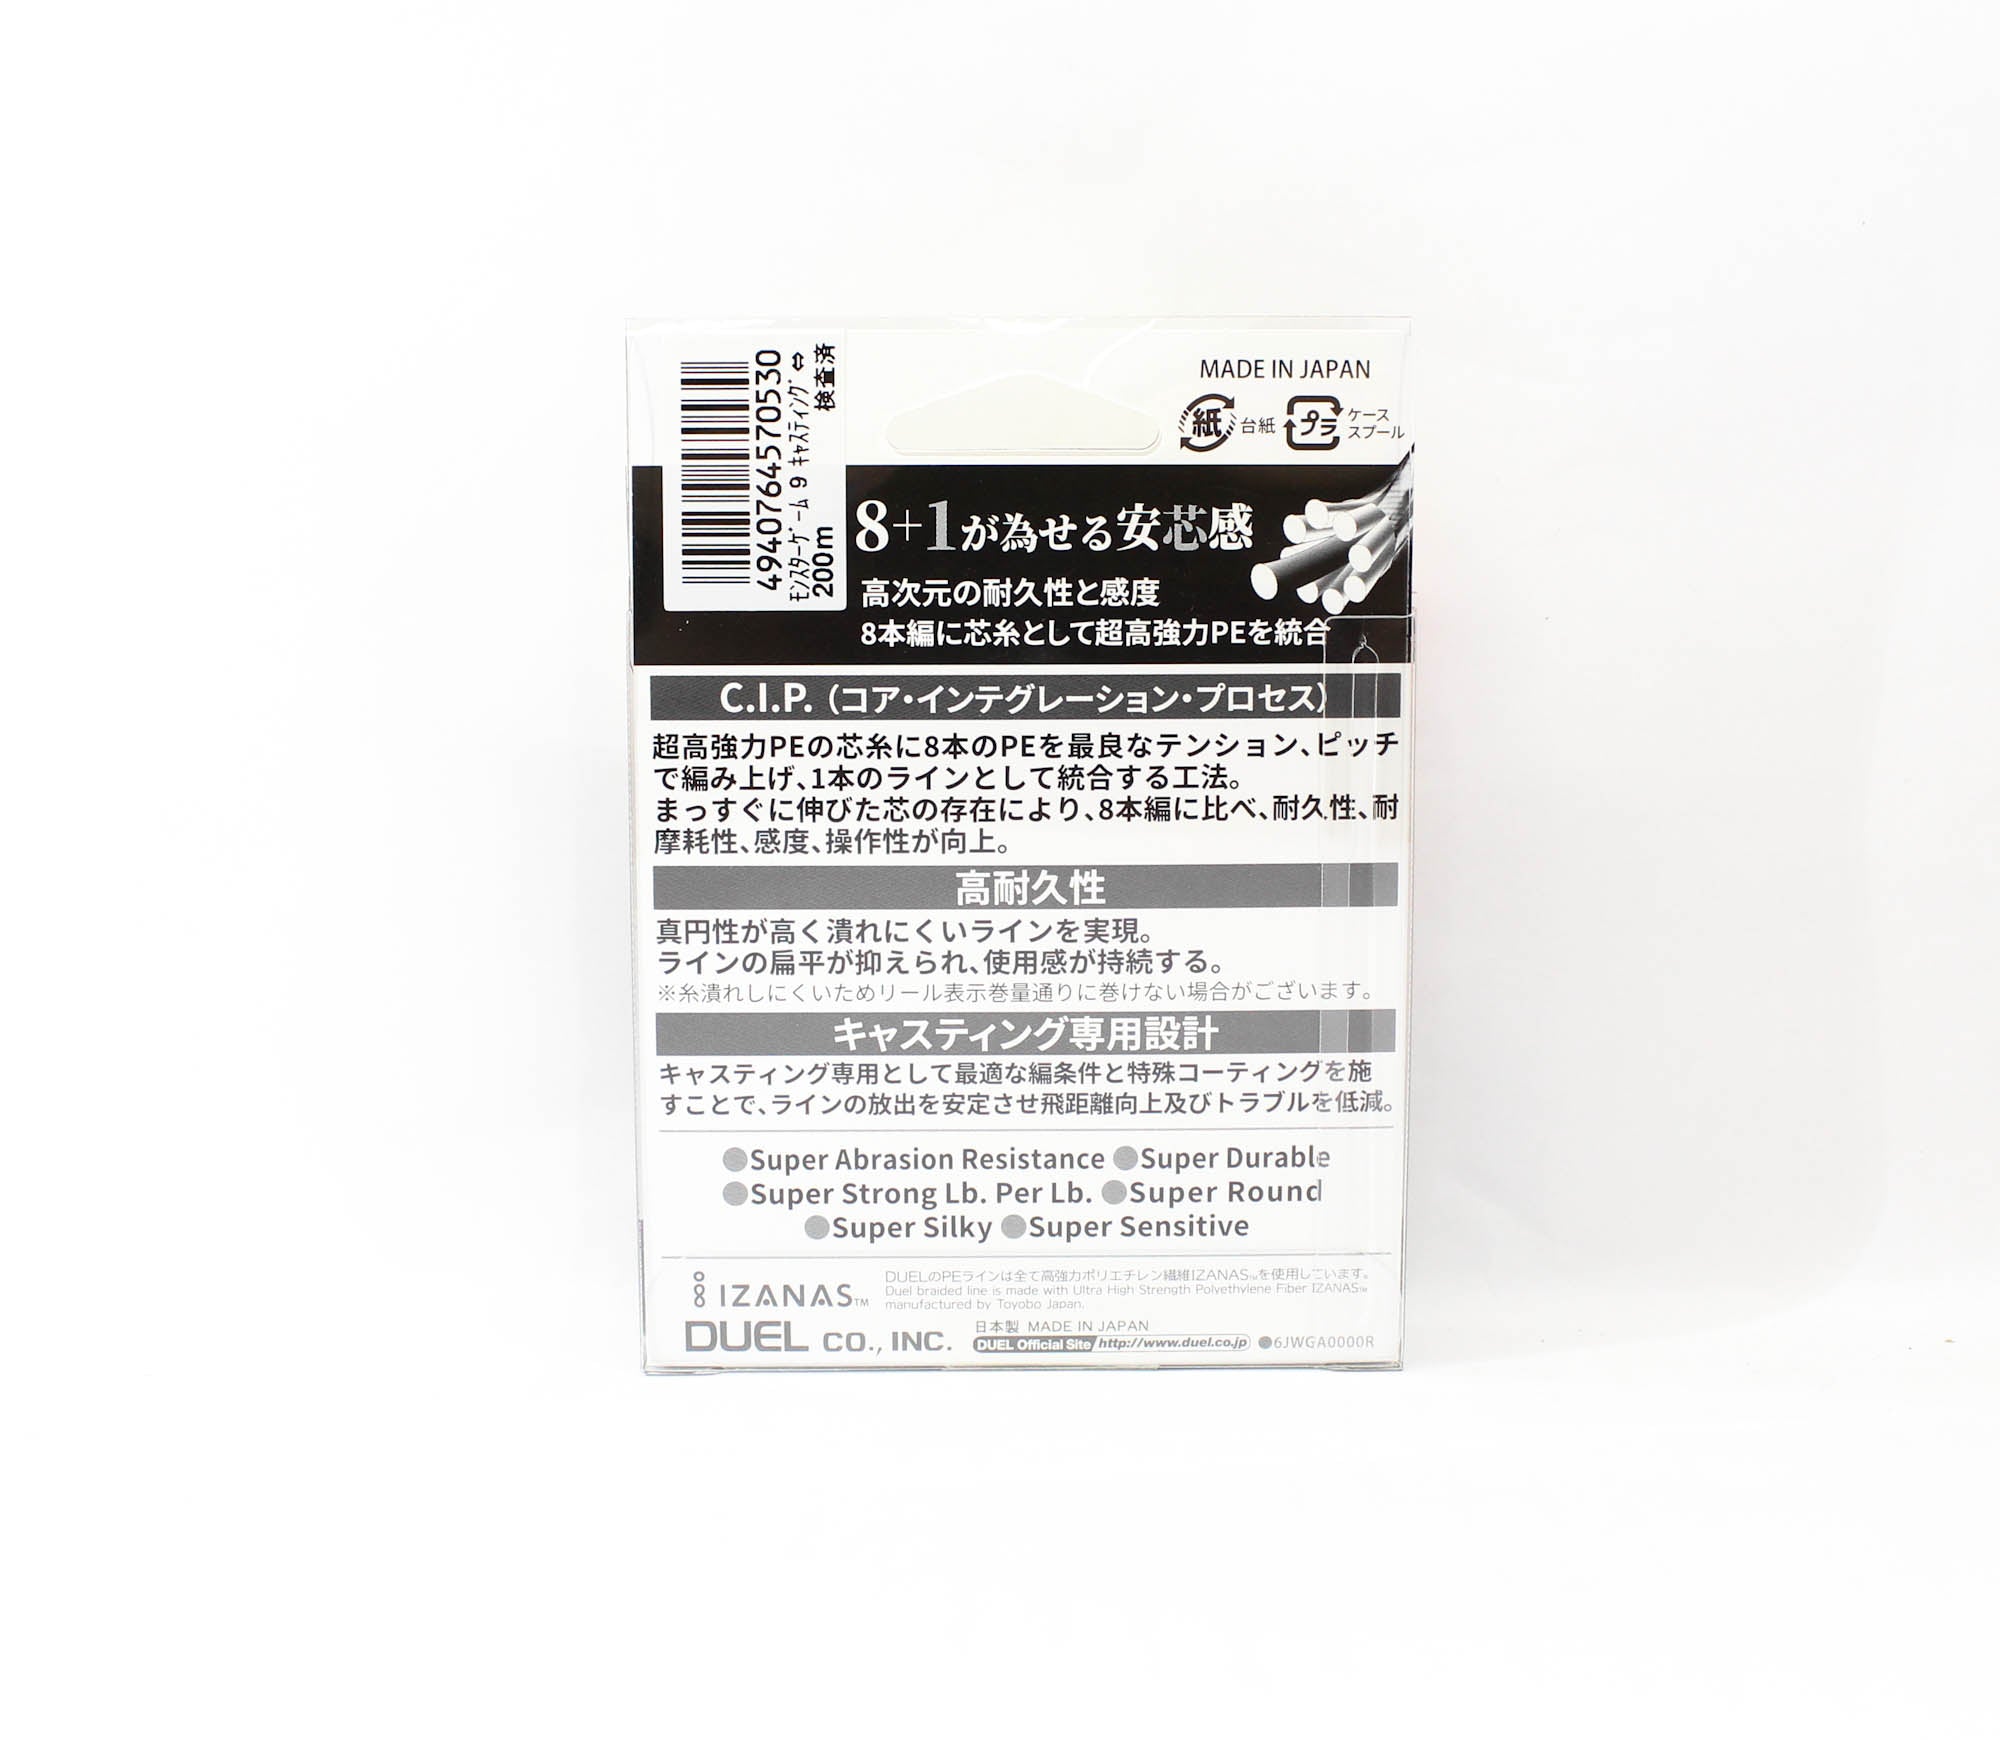 4940764570530
ﾓﾝｽﾀｰｹﾞｰﾑ 9 ｷｬｽﾃｨﾝｸﾞ ⇔
200m 検査済
MADE IN JAPAN
紙 台紙 プラ ケース
スプール
8+1が為せる安芯感
高次元の耐久性と感度
8本編に芯糸として超高強力PEを統合
C.I.P.（コア・インテグレーション・プロセス）
超高強力PEの芯糸に8本のPEを最良なテンション、ピッチ
で編み上げ、1本のラインとして統合する工法。
まっすぐに伸びた芯の存在により、8本編に比べ、耐久性、耐
摩耗性、感度、操作性が向上。
高耐久性
真円性が高く潰れにくいラインを実現。
ラインの扁平が抑えられ、使用感が持続する。
※糸潰れしにくいためリール表示巻量通りに巻けない場合がございます。
キャスティング専用設計
キャスティング専用として最適な編条件と特殊コーティングを施
すことで、ラインの放出を安定させ飛距離向上及びトラブルを低減。
●Super Abrasion Resistance ●Super Durable
●Super Strong Lb. Per Lb. ●Super Round
●Super Silky ●Super Sensitive
IZANAS™
DUELのPEラインは全て高強力ポリエチレン繊維IZANAS™を使用しています。
Duel braided line is made with Ultra High Strength Polyethylene Fiber IZANAS™
manufactured by Toyobo Japan.
DUEL CO., INC.
日本製 MADE IN JAPAN
DUEL Official Site http://www.duel.co.jp ●6JWGA0000R